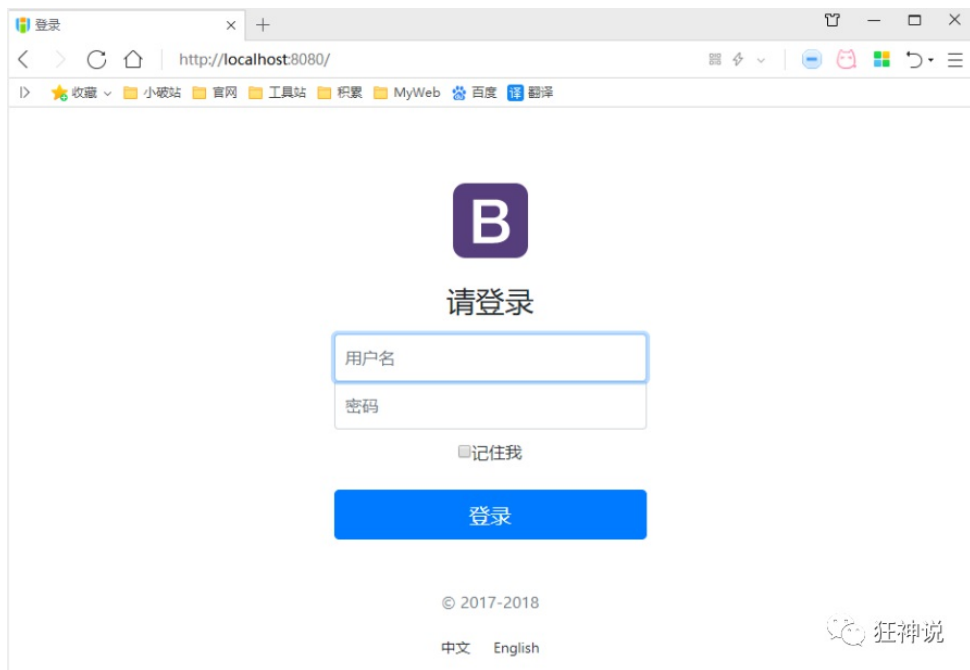 登录
http://localhost:8080/
收藏 小破站 官网 工具站 积累 MyWeb 百度 译 翻译
B
请登录
用户名
密码
记住我
登录
© 2017-2018
中文 English
狂神说